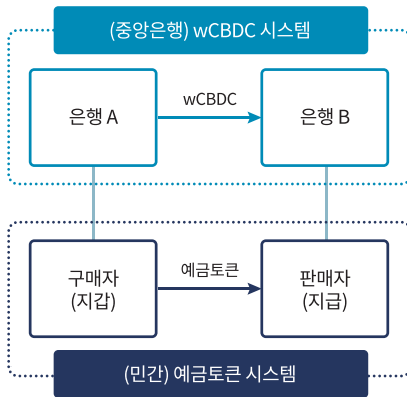 (중앙은행) wCBDC 시스템
wCBDC
은행 A
은행 B
예금토큰
구매자
(지갑)
판매자
(지급)
(민간) 예금토큰 시스템